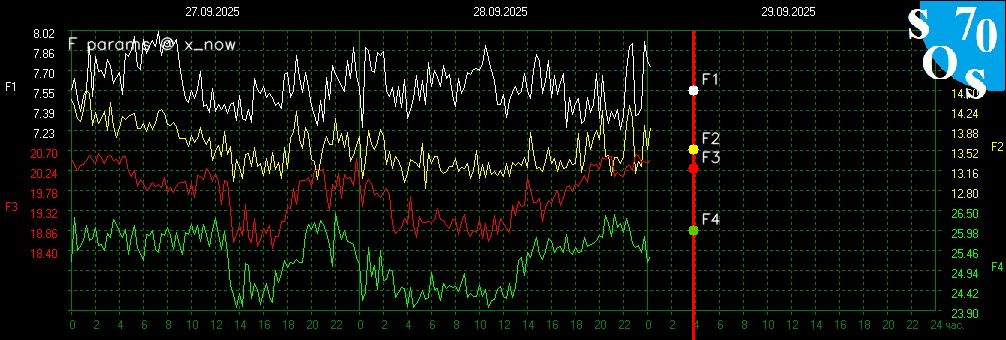 27.09.2025 28.09.2025 29.09.2025
S 70
O
S
F params @ x_now
8.02
7.86
7.70
7.55
7.39
7.23
F1
20.70
20.24
19.78
19.32
18.86
18.40
F3
F1
F2
F3
F4
14.60
14.24
13.88
13.52
13.16
12.80
F2
26.50
25.98
25.46
24.94
24.42
23.90
F4
0 2 4 6 8 10 12 14 16 18 20 22 0 2 4 6 8 10 12 14 16 18 20 22 0 2 4 6 8 10 12 14 16 18 20 22 24 час.